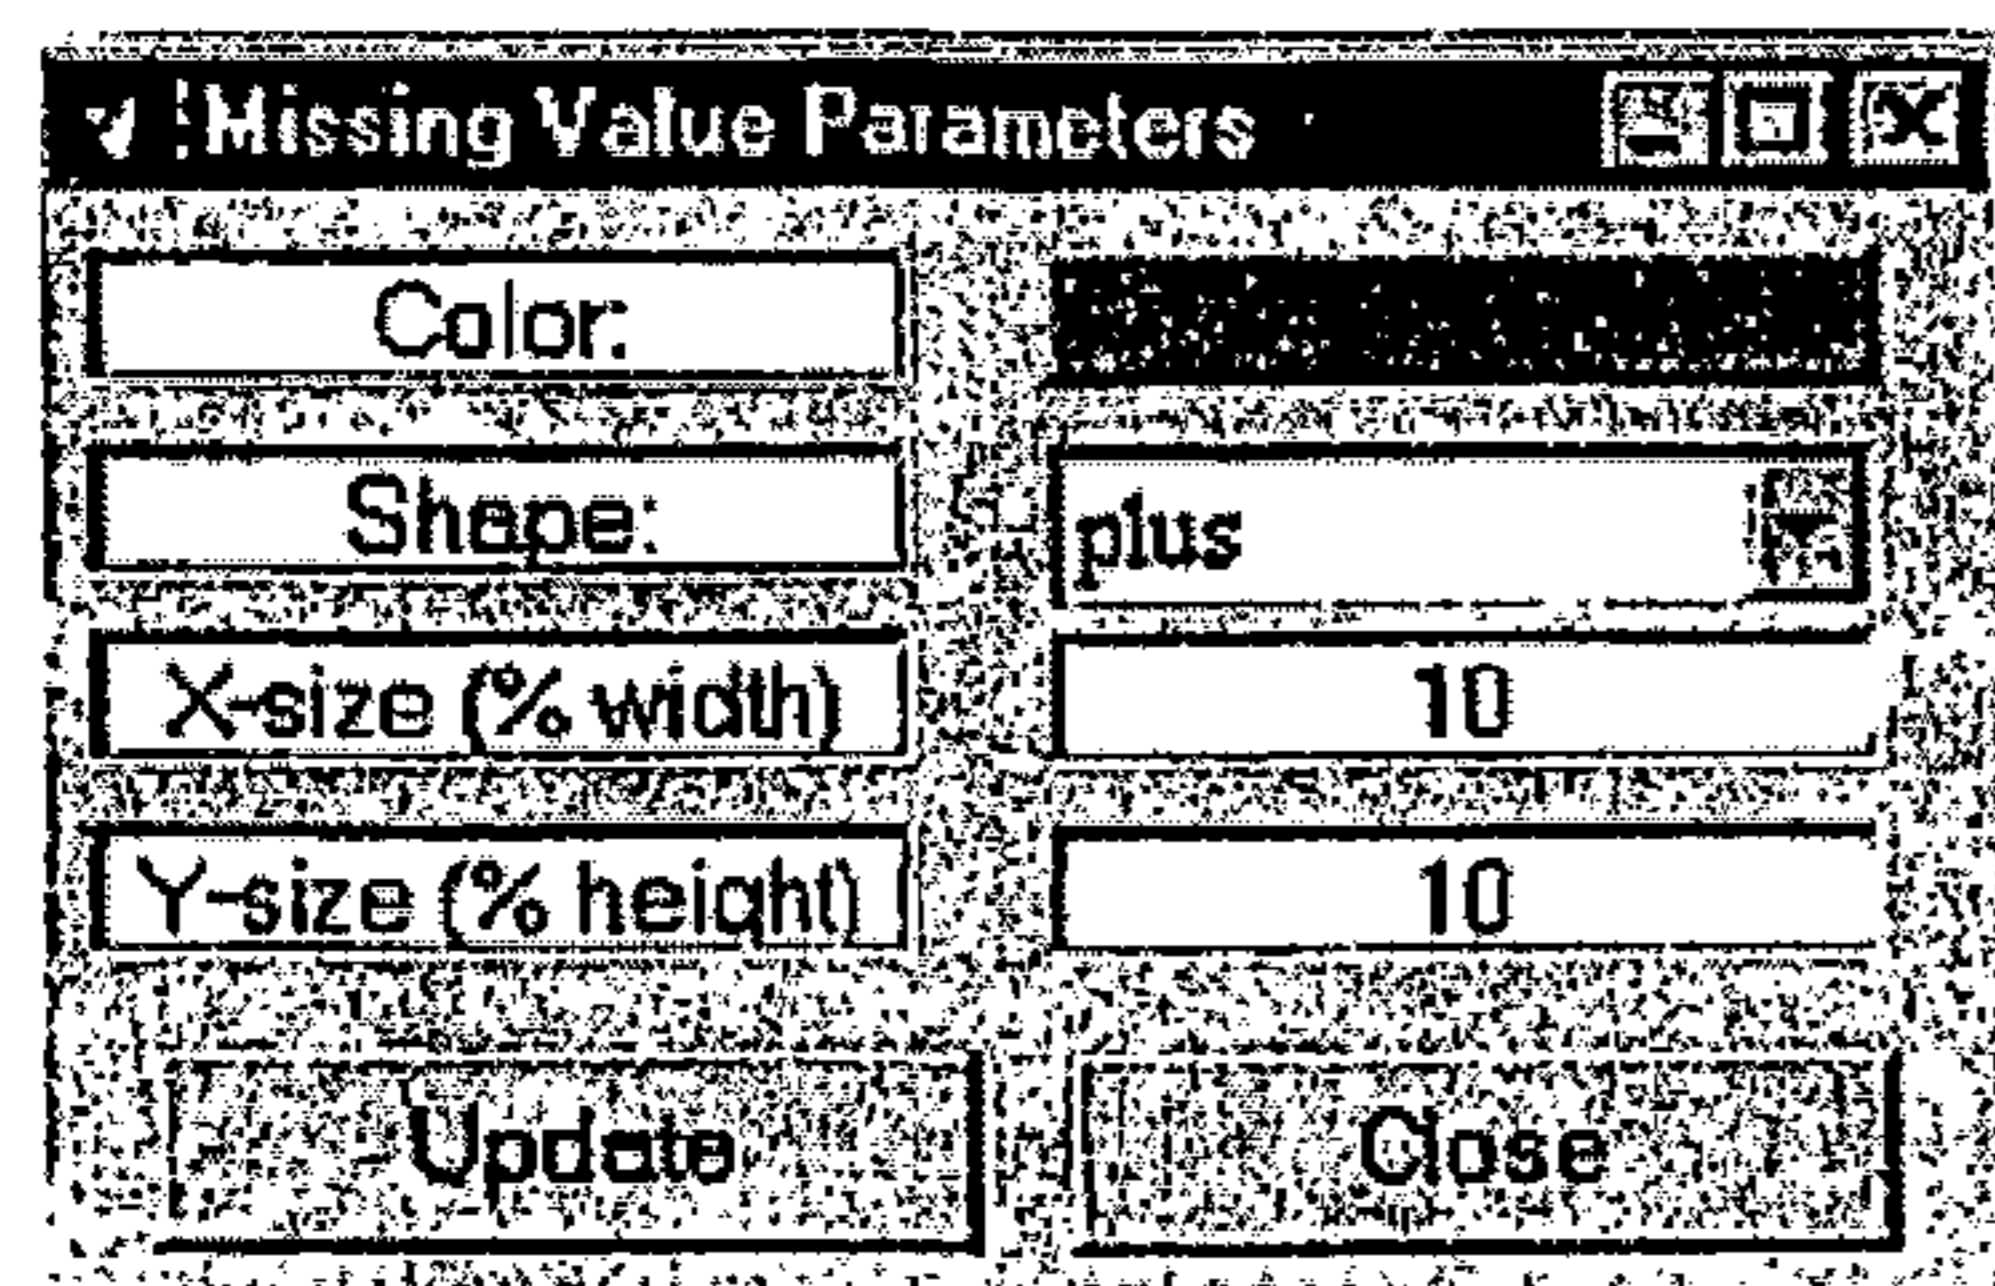 Missing Value Parameters
Color:
Shape: plus
X-size (% width) 10
Y-size (% height) 10
Update Close